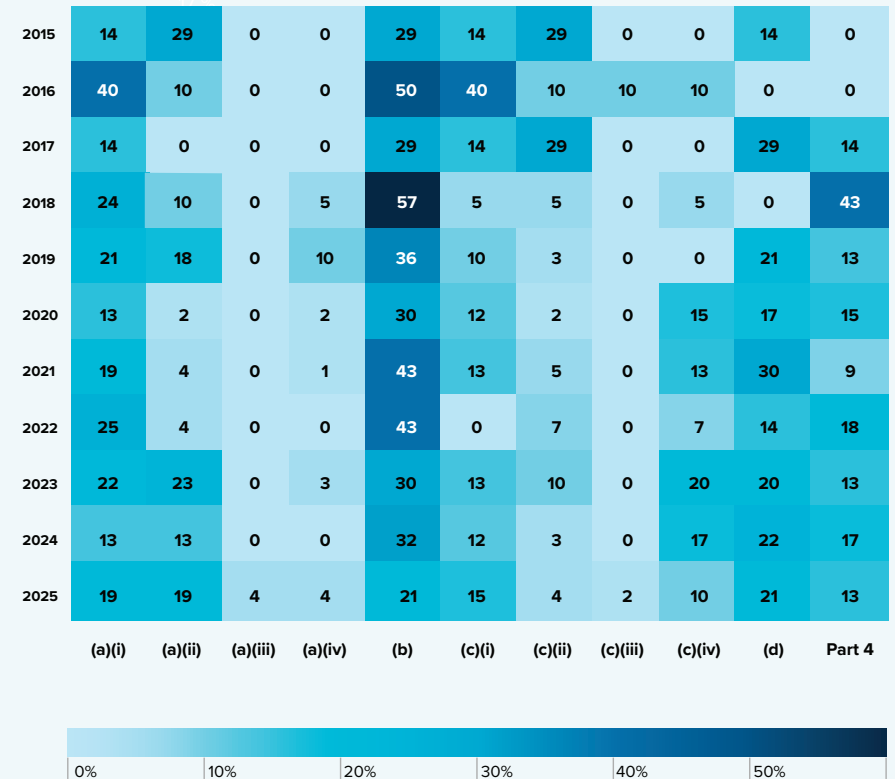 2015 14 29 0 0 29 14 29 0 0 14 0
2016 40 10 0 0 50 40 10 10 10 0 0
2017 14 0 0 0 29 14 29 0 0 29 14
2018 24 10 0 5 57 5 5 0 5 0 43
2019 21 18 0 10 36 10 3 0 0 21 13
2020 13 2 0 2 30 12 2 0 15 17 15
2021 19 4 0 1 43 13 5 0 13 30 9
2022 25 4 0 0 43 0 7 0 7 14 18
2023 22 23 0 3 30 13 10 0 20 20 13
2024 13 13 0 0 32 12 3 0 17 22 17
2025 19 19 4 4 21 15 4 2 10 21 13
(a)(i) (a)(ii) (a)(iii) (a)(iv) (b) (c)(i) (c)(ii) (c)(iii) (c)(iv) (d) Part 4
0% 10% 20% 30% 40% 50%